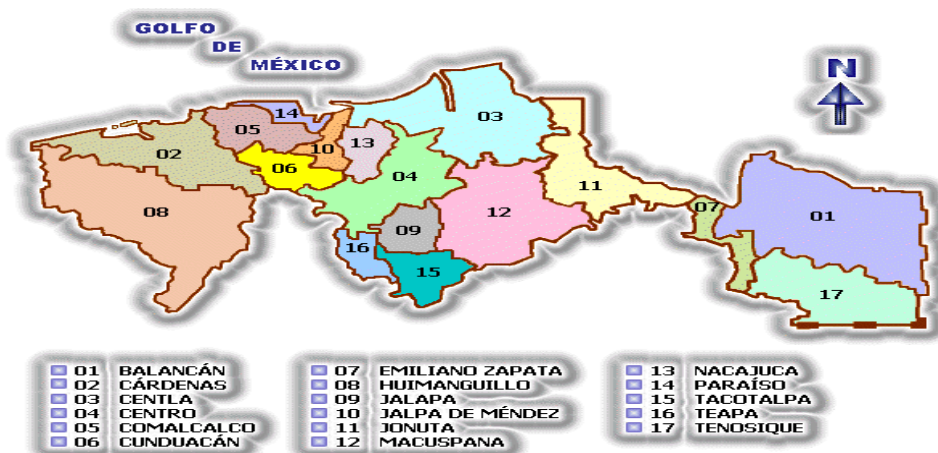 GOLFO
DE
MÉXICO
N
14
05
03
02
10
13
06
04
11
08
12
07
01
09
16
15
17
01 BALANCÁN
02 CÁRDENAS
03 CENTLA
04 CENTRO
05 COMALCALCO
06 CUNDUACÁN
07 EMILIANO ZAPATA
08 HUIMANGUILLO
09 JALAPA
10 JALPA DE MÉNDEZ
11 JONUTA
12 MACUSPANA
13 NACAJUCA
14 PARAÍSO
15 TACOTALPA
16 TEAPA
17 TENOSIQUE